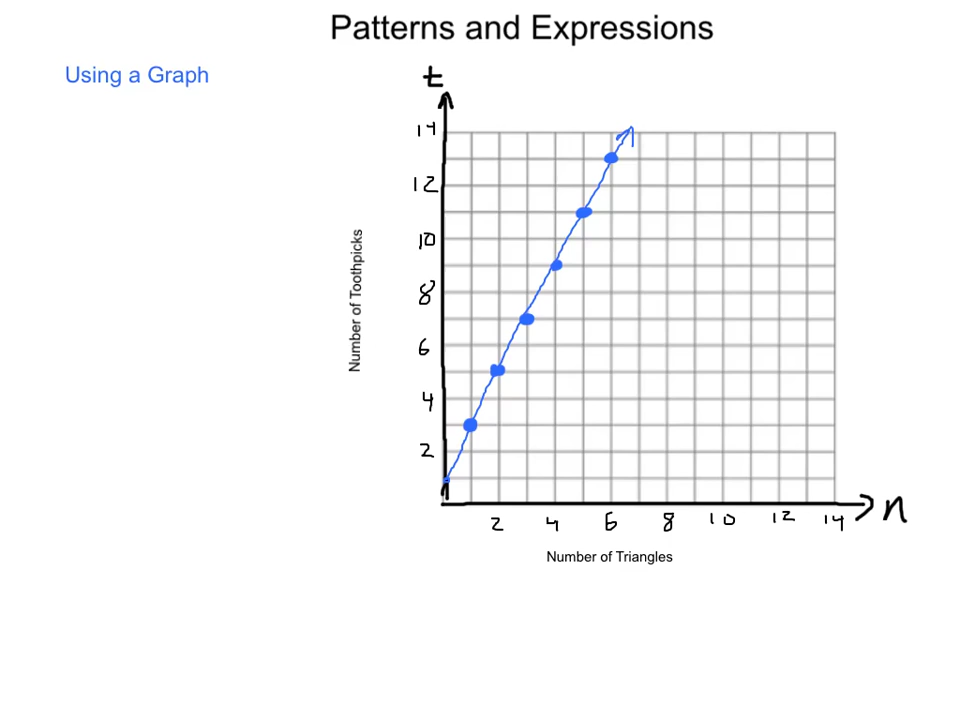 Patterns and Expressions
Using a Graph
t
14
12
10
8
6
4
2
Number of Toothpicks
2 4 6 8 10 12 14
n
Number of Triangles